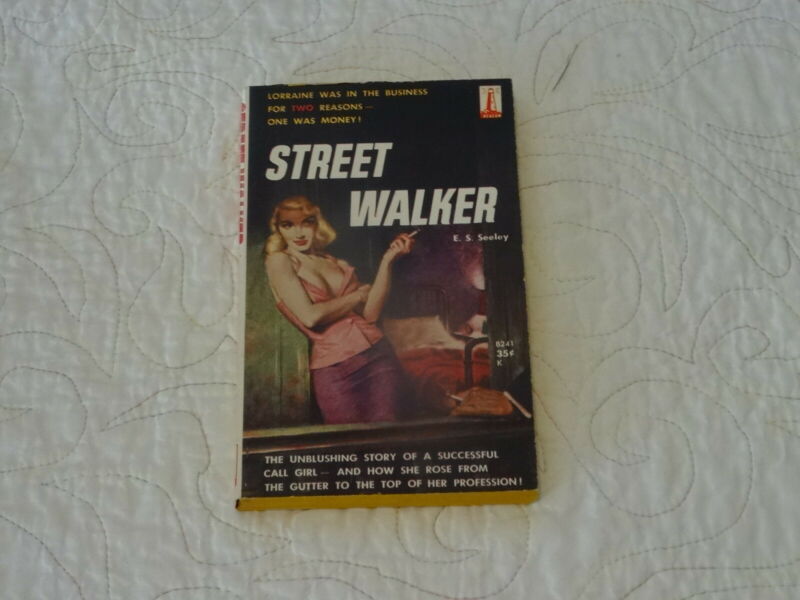 LORRAINE WAS IN THE BUSINESS
FOR TWO REASONS—
ONE WAS MONEY!
BEACON
STREET
WALKER
E. S. Seeley
B241
35¢
K
THE UNBLUSHING STORY OF A SUCCESSFUL
CALL GIRL— AND HOW SHE ROSE FROM
THE GUTTER TO THE TOP OF HER PROFESSION!